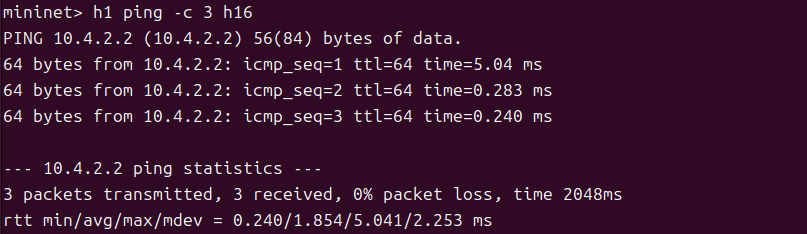 mininet> h1 ping -c 3 h16
PING 10.4.2.2 (10.4.2.2) 56(84) bytes of data.
64 bytes from 10.4.2.2: icmp_seq=1 ttl=64 time=5.04 ms
64 bytes from 10.4.2.2: icmp_seq=2 ttl=64 time=0.283 ms
64 bytes from 10.4.2.2: icmp_seq=3 ttl=64 time=0.240 ms
--- 10.4.2.2 ping statistics ---
3 packets transmitted, 3 received, 0% packet loss, time 2048ms
rtt min/avg/max/mdev = 0.240/1.854/5.041/2.253 ms